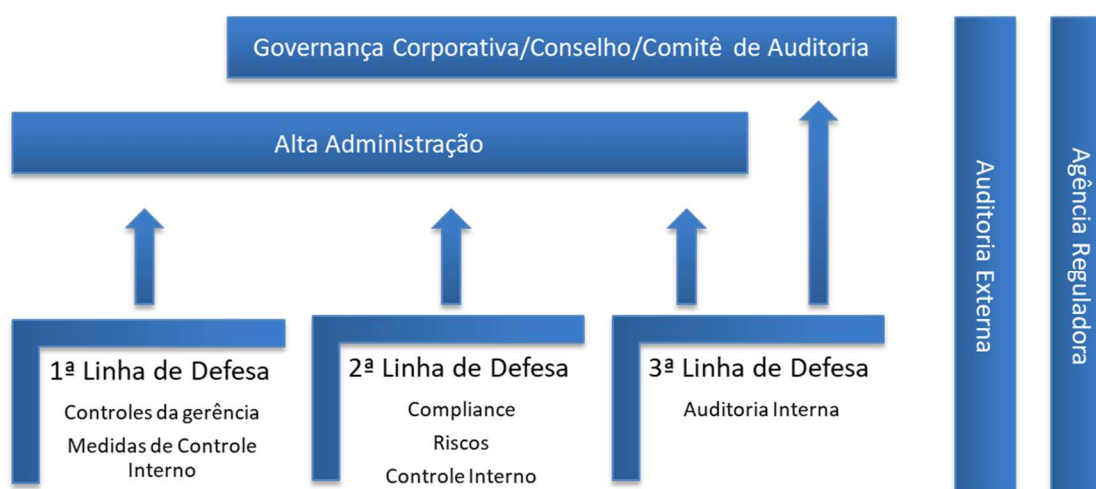 Governança Corporativa/Conselho/Comitê de Auditoria
Alta Administração
1ª Linha de Defesa
Controles da gerência
Medidas de Controle
Interno
2ª Linha de Defesa
Compliance
Riscos
Controle Interno
3ª Linha de Defesa
Auditoria Interna
Auditoria Externa
Agência Reguladora